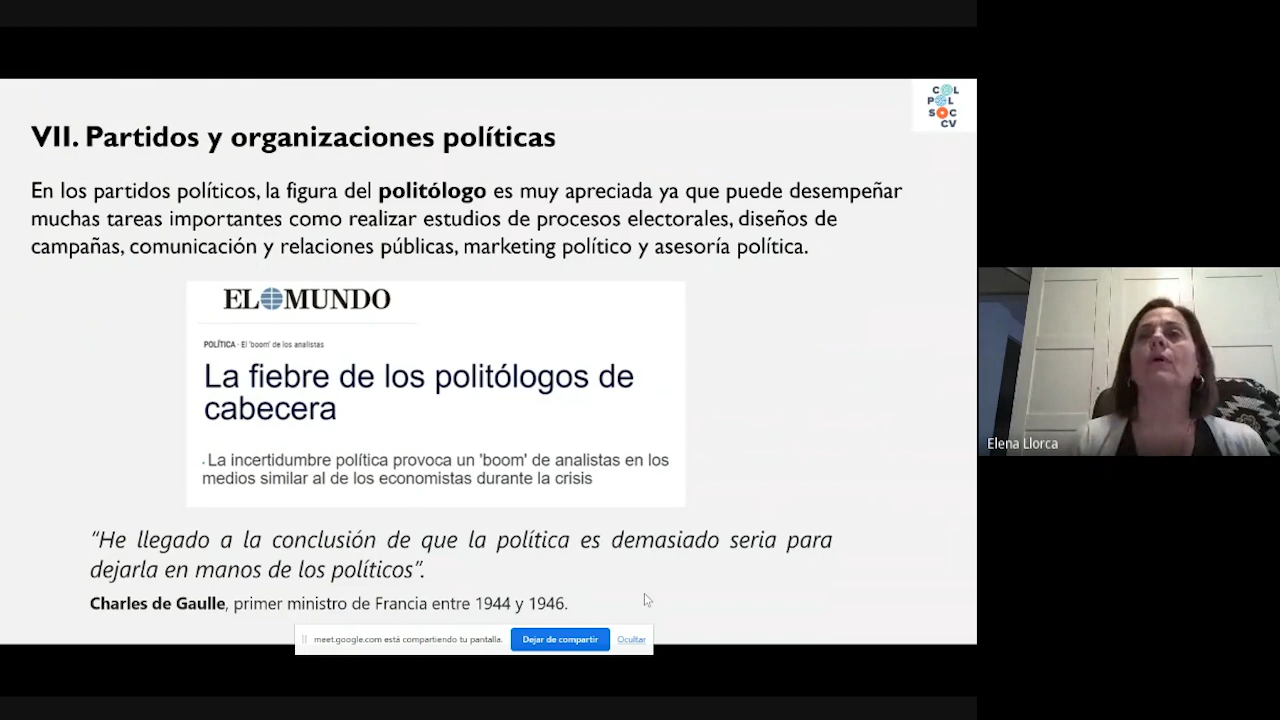 COL
POL
SOC
CV
VII. Partidos y organizaciones políticas
En los partidos políticos, la figura del politólogo es muy apreciada ya que puede desempeñar
muchas tareas importantes como realizar estudios de procesos electorales, diseños de
campañas, comunicación y relaciones públicas, marketing político y asesoría política.
EL MUNDO
POLÍTICA - El 'boom' de los analistas
La fiebre de los politólogos de
cabecera
. La incertidumbre política provoca un 'boom' de analistas en los
medios similar al de los economistas durante la crisis
“He llegado a la conclusión de que la política es demasiado seria para
dejarla en manos de los políticos”.
Charles de Gaulle, primer ministro de Francia entre 1944 y 1946.
meet.google.com está compartiendo tu pantalla.
Dejar de compartir
Ocultar
Elena Llorca